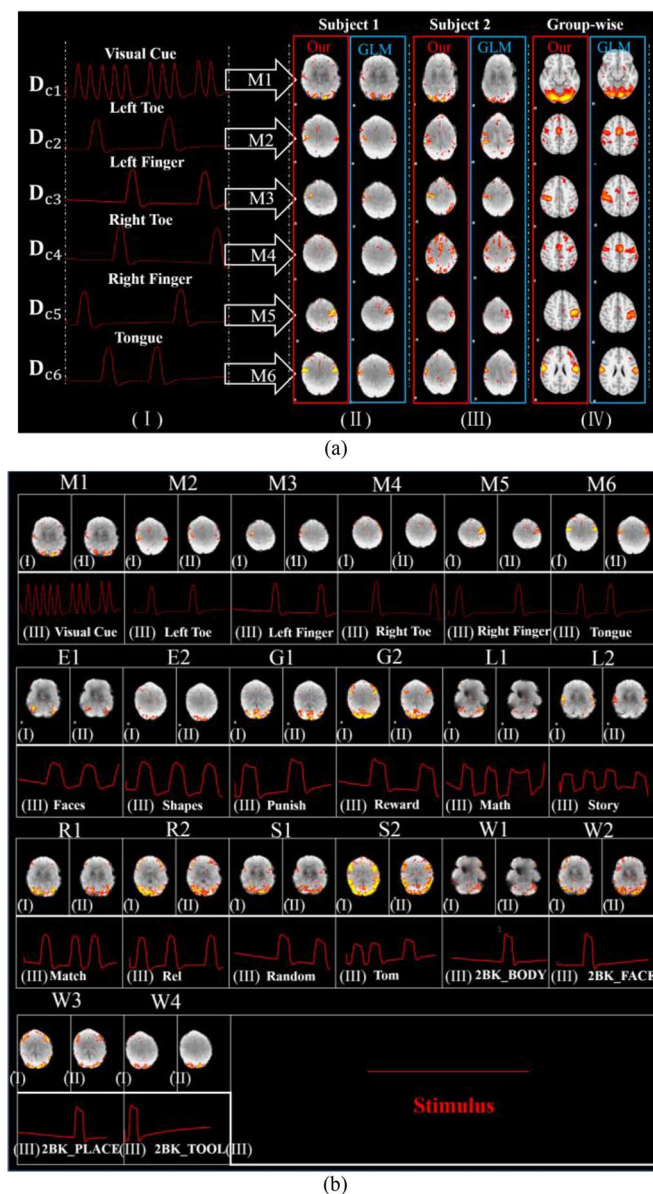 Subject 1 Subject 2 Group-wise
Our GLM Our GLM Our GLM
Visual Cue
Dc1 M1
Left Toe
Dc2 M2
Left Finger
Dc3 M3
Right Toe
Dc4 M4
Right Finger
Dc5 M5
Tongue
Dc6 M6
(I) (II) (III) (IV)
(a)
M1 M2 M3 M4 M5 M6
(I) (II) (I) (II) (I) (II) (I) (II) (I) (II) (I) (II)
(III) Visual Cue (III) Left Toe (III) Left Finger (III) Right Toe (III) Right Finger (III) Tongue
E1 E2 G1 G2 L1 L2
(I) (II) (I) (II) (I) (II) (I) (II) (I) (II) (I) (II)
(III) Faces (III) Shapes (III) Punish (III) Reward (III) Math (III) Story
R1 R2 S1 S2 W1 W2
(I) (II) (I) (II) (I) (II) (I) (II) (I) (II) (I) (II)
(III) Match (III) Rel (III) Random (III) Tom (III) 2BK_BODY (III) 2BK_FACE
W3 W4
(I) (II) (I) (II)
Stimulus
(III) 2BK_PLACE (III) 2BK_TOOL (III)
(b)